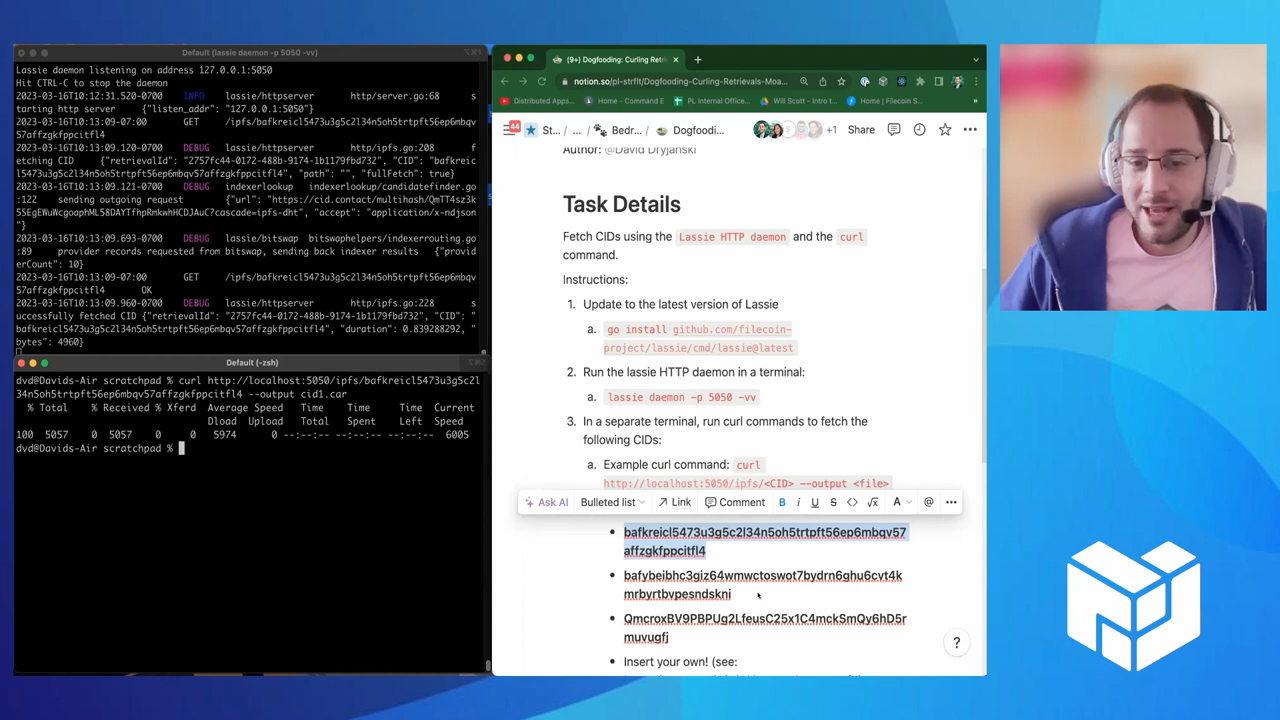 Default (lassie daemon -p 5050 -vv)
Lassie daemon listening on address 127.0.0.1:5050
Hit CTRL-C to stop the daemon
2023-03-16T10:12:31.520-0700 INFO lassie/httpserver http/server.go:68 s
tarting http server {"listen_addr": "127.0.0.1:5050"}
2023-03-16T10:13:09-07:00 GET /ipfs/bafkreicl5473u3g5c2l34n5oh5trtpft56ep6mbqv
57affzgkfppcitfl4
2023-03-16T10:13:09.120-0700 DEBUG lassie/httpserver http/ipfs.go:208 f
etching CID {"retrievalId": "2757fc44-0172-488b-9174-1b1179fbd732", "CID": "bafkre
icl5473u3g5c2l34n5oh5trtpft56ep6mbqv57affzgkfppcitfl4", "path": "", "fullFetch": true}
2023-03-16T10:13:09.121-0700 DEBUG indexerlookup indexerlookup/candidatefinder.go
:122 sending outgoing request {"url": "https://cid.contact/multihash/QmTT4sz3k
5SEgEWuWcgoaphML58DAYTfhpRmkwhHCDJAuC?cascade=ipfs-dht", "accept": "application/x-ndjson
"}
2023-03-16T10:13:09.693-0700 DEBUG lassie/bitswap bitswaphelpers/indexerrouting.go
:89 provider records requested from bitswap, sending back indexer results {"provid
erCount": 10}
2023-03-16T10:13:09-07:00 GET /ipfs/bafkreicl5473u3g5c2l34n5oh5trtpft56ep6mbqv
57affzgkfppcitfl4 OK
2023-03-16T10:13:09.960-0700 DEBUG lassie/httpserver http/ipfs.go:228 s
uccessfully fetched CID {"retrievalId": "2757fc44-0172-488b-9174-1b1179fbd732", "CID": "
bafkreicl5473u3g5c2l34n5oh5trtpft56ep6mbqv57affzgkfppcitfl4", "duration": 0.839288292, "
bytes": 4960}
Default (-zsh)
dvd@Davids-Air scratchpad % curl http://localhost:5050/ipfs/bafkreicl5473u3g5c2l
34n5oh5trtpft56ep6mbqv57affzgkfppcitfl4 --output cid1.car
% Total % Received % Xferd Average Speed Time Time Time Current
Dload Upload Total Spent Left Speed
100 5057 0 5057 0 0 5974 0 --:--:-- --:--:-- --:--:-- 6005
dvd@Davids-Air scratchpad %
(9+) Dogfooding: Curling Retri
notion.so/pl-strflt/Dogfooding-Curling-Retrievals-Moa...
Distributed Apps...
Home - Command E
PL Internal Office...
Will Scott - Intro t...
Home | Filecoin S...
44 St... / ... / Bedr... / Dogfoodi... +1 Share
Author: @David Dryjanski
Task Details
Fetch CIDs using the Lassie HTTP daemon and the curl
command.
Instructions:
1. Update to the latest version of Lassie
a. go install github.com/filecoin-
project/lassie/cmd/lassie@latest
2. Run the lassie HTTP daemon in a terminal:
a. lassie daemon -p 5050 -vv
3. In a separate terminal, run curl commands to fetch the
following CIDs:
a. Example curl command: curl
http://localhost:5050/ipfs/<CID> --output <file>
Ask AI Bulleted list Link Comment B i U S <> √x A @ •••
• bafkreicl5473u3g5c2l34n5oh5trtpft56ep6mbqv57
affzgkfppcitfl4
• bafybeibhc3giz64wmwctoswot7bydrn6ghu6cvt4k
mrbyrtbvpesndskni
• QmcroxBV9PBPUg2LfeusC25x1C4mckSmQy6hD5r
muvugfj
• Insert your own! (see:
?